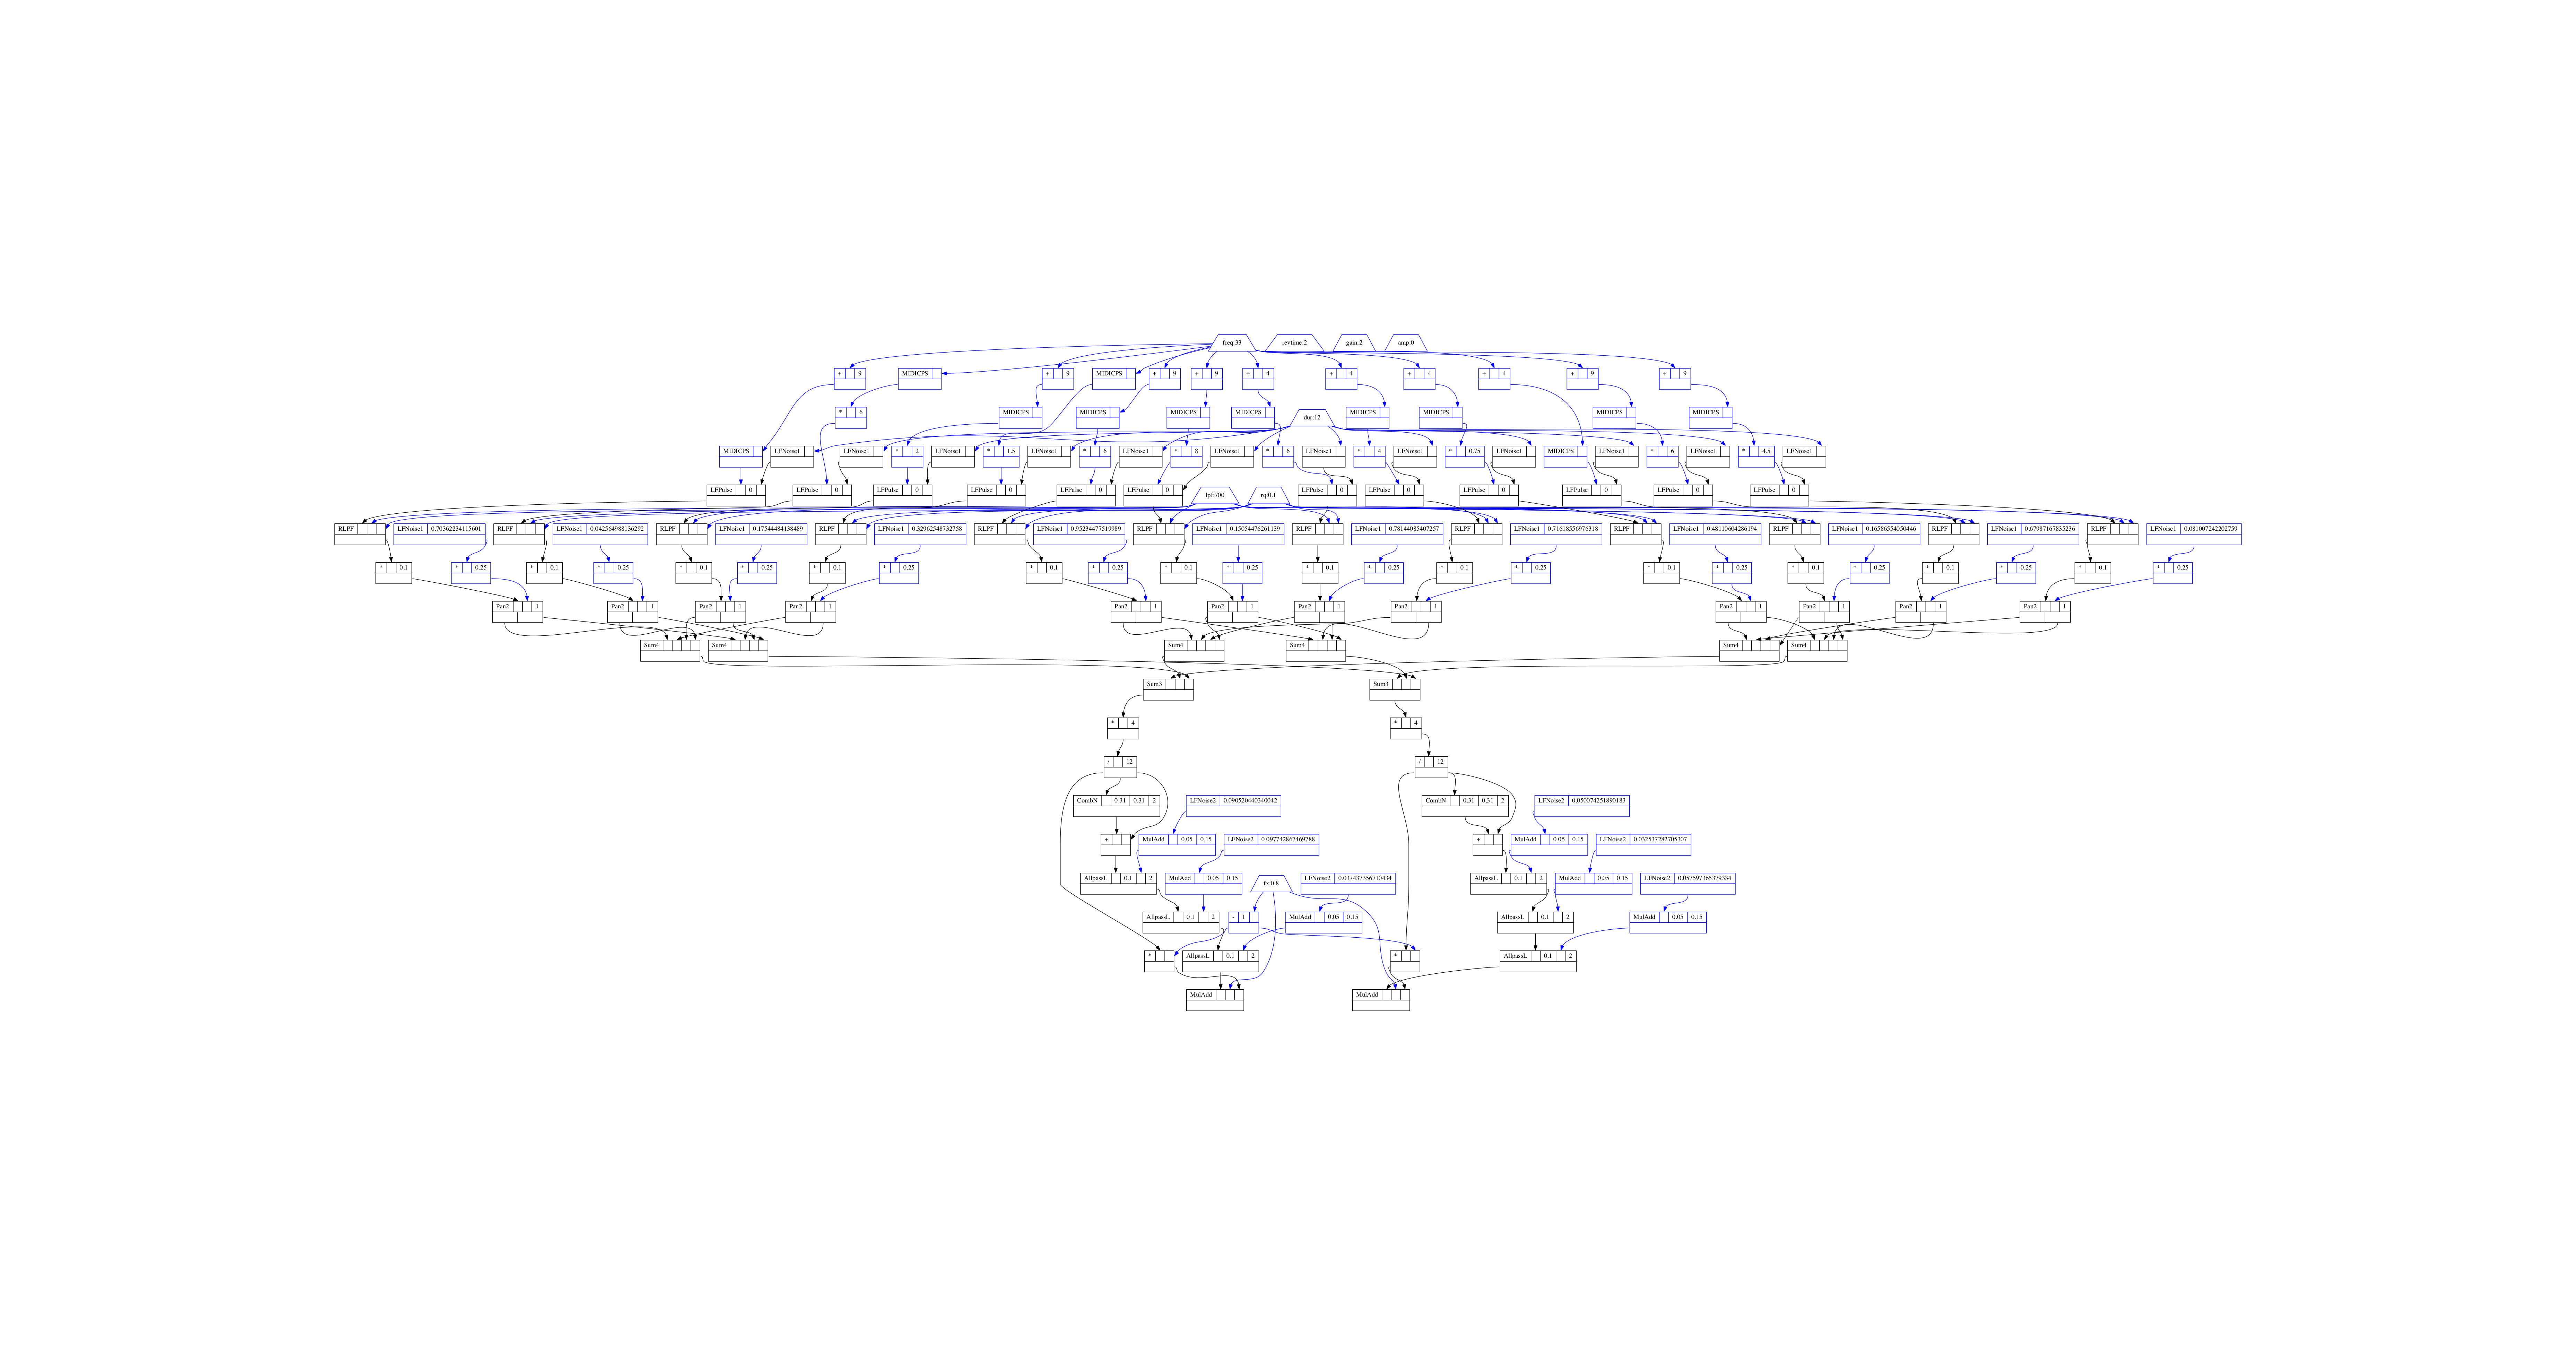 freq:33 revtime:2 gain:2 amp:0
+ 9 MIDICPS + 9 MIDICPS + 9 + 9 + 4 + 4 + 4 + 4 + 9 + 9
* 6 MIDICPS MIDICPS MIDICPS MIDICPS dur:12 MIDICPS MIDICPS MIDICPS MIDICPS
MIDICPS LFNoise1 LFNoise1 * 2 LFNoise1 * 1.5 LFNoise1 * 6 LFNoise1 * 8 LFNoise1 * 6 LFNoise1 * 4 LFNoise1 * 0.75 LFNoise1 MIDICPS LFNoise1 * 6 LFNoise1 * 4.5 LFNoise1
LFPulse 0 LFPulse 0 LFPulse 0 LFPulse 0 LFPulse 0 LFPulse 0 lpf:700 rq:0.1 LFPulse 0 LFPulse 0 LFPulse 0 LFPulse 0 LFPulse 0 LFPulse 0
RLPF LFNoise1 0.70362234115601 RLPF LFNoise1 0.042564988136292 RLPF LFNoise1 0.17544484138489 RLPF LFNoise1 0.32962548732758 RLPF LFNoise1 0.95234477519989 RLPF LFNoise1 0.15054476261139 RLPF LFNoise1 0.78144085407257 RLPF LFNoise1 0.71618556976318 RLPF LFNoise1 0.48110604286194 RLPF LFNoise1 0.16586554050446 RLPF LFNoise1 0.67987167835236 RLPF LFNoise1 0.081007242202759
* 0.1 * 0.25 * 0.1 * 0.25 * 0.1 * 0.25 * 0.1 * 0.25 * 0.1 * 0.25 * 0.1 * 0.25 * 0.1 * 0.25 * 0.1 * 0.25 * 0.1 * 0.25 * 0.1 * 0.25 * 0.1 * 0.25 * 0.1 * 0.25
Pan2 1 Pan2 1 Pan2 1 Pan2 1 Pan2 1 Pan2 1 Pan2 1 Pan2 1 Pan2 1 Pan2 1 Pan2 1 Pan2 1
Sum4 Sum4 Sum4 Sum4 Sum4 Sum4
Sum3 Sum3
* 4 * 4
/ 12 / 12
CombN 0.31 0.31 2 LFNoise2 0.090520440340042 CombN 0.31 0.31 2 LFNoise2 0.050074251890183
+ MulAdd 0.05 0.15 LFNoise2 0.097742867469788 + MulAdd 0.05 0.15 LFNoise2 0.032537282705307
AllpassL 0.1 2 MulAdd 0.05 0.15 fx:0.8 LFNoise2 0.037437356710434 AllpassL 0.1 2 MulAdd 0.05 0.15 LFNoise2 0.057597365379334
AllpassL 0.1 2 - 1 MulAdd 0.05 0.15 AllpassL 0.1 2 MulAdd 0.05 0.15
* AllpassL 0.1 2 * AllpassL 0.1 2
MulAdd MulAdd